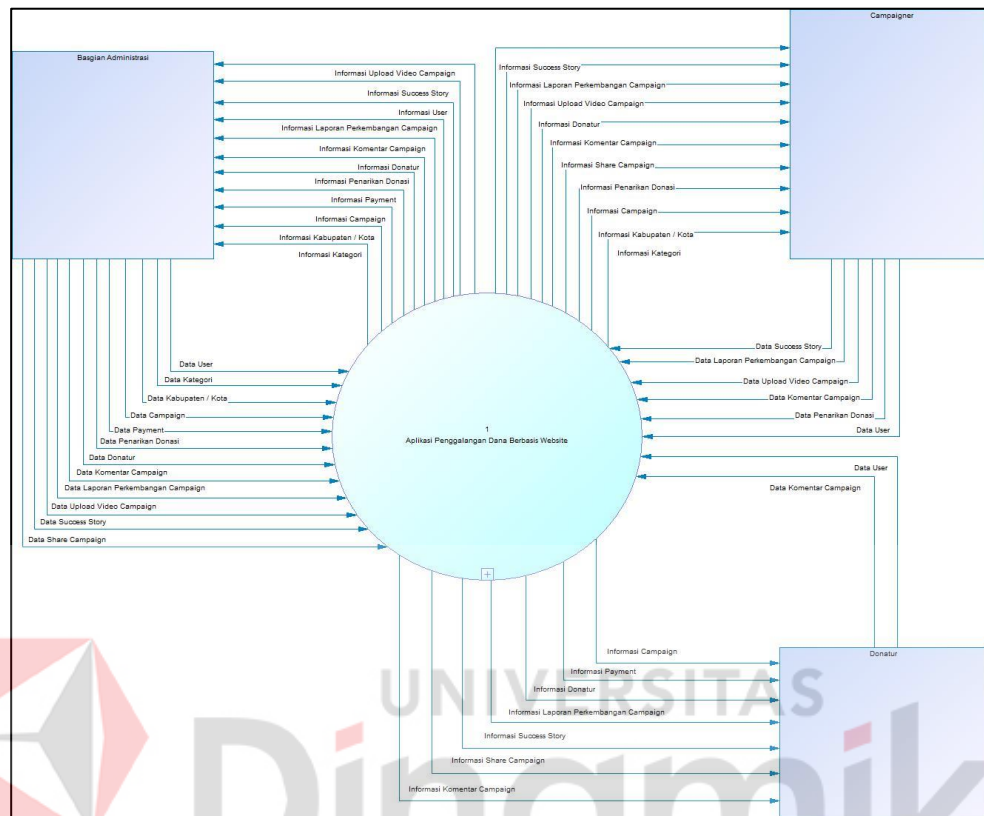 Campaigner
Basgian Administrasi
Informasi Upload Video Campaign
Informasi Success Story
Informasi User
Informasi Laporan Perkembangan Campaign
Informasi Komentar Campaign
Informasi Donatur
Informasi Penarikan Donasi
Informasi Payment
Informasi Campaign
Informasi Kabupaten / Kota
Informasi Kategori
Informasi Success Story
Informasi Laporan Perkembangan Campaign
Informasi Upload Video Campaign
Informasi Donatur
Informasi Komentar Campaign
Informasi Share Campaign
Informasi Penarikan Donasi
Informasi Campaign
Informasi Kabupaten / Kota
Informasi Kategori
Data User
Data Kategori
Data Kabupaten / Kota
Data Campaign
Data Payment
Data Penarikan Donasi
Data Donatur
Data Komentar Campaign
Data Laporan Perkembangan Campaign
Data Upload Video Campaign
Data Success Story
Data Share Campaign
1
Aplikasi Penggalangan Dana Berbasis Website
Data Success Story
Data Laporan Perkembangan Campaign
Data Upload Video Campaign
Data Komentar Campaign
Data Penarikan Donasi
Data User
Data User
Data Komentar Campaign
Donatur
Informasi Campaign
Informasi Payment
Informasi Donatur
Informasi Laporan Perkembangan Campaign
Informasi Success Story
Informasi Share Campaign
Informasi Komentar Campaign
UNIVERSITAS
Dinamik